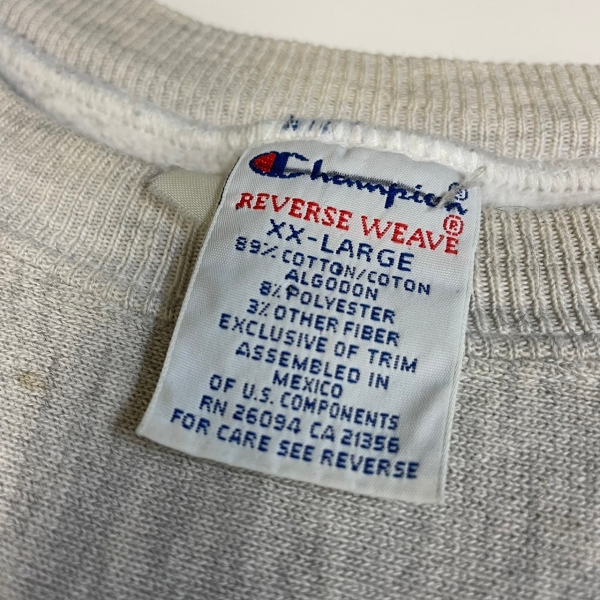 Champion®
REVERSE WEAVE®
XX-LARGE
89% COTTON/COTON
ALGODON
8% POLYESTER
3% OTHER FIBER
EXCLUSIVE OF TRIM
ASSEMBLED IN
MEXICO
OF U.S. COMPONENTS
RN 26094 CA 21356
FOR CARE SEE REVERSE